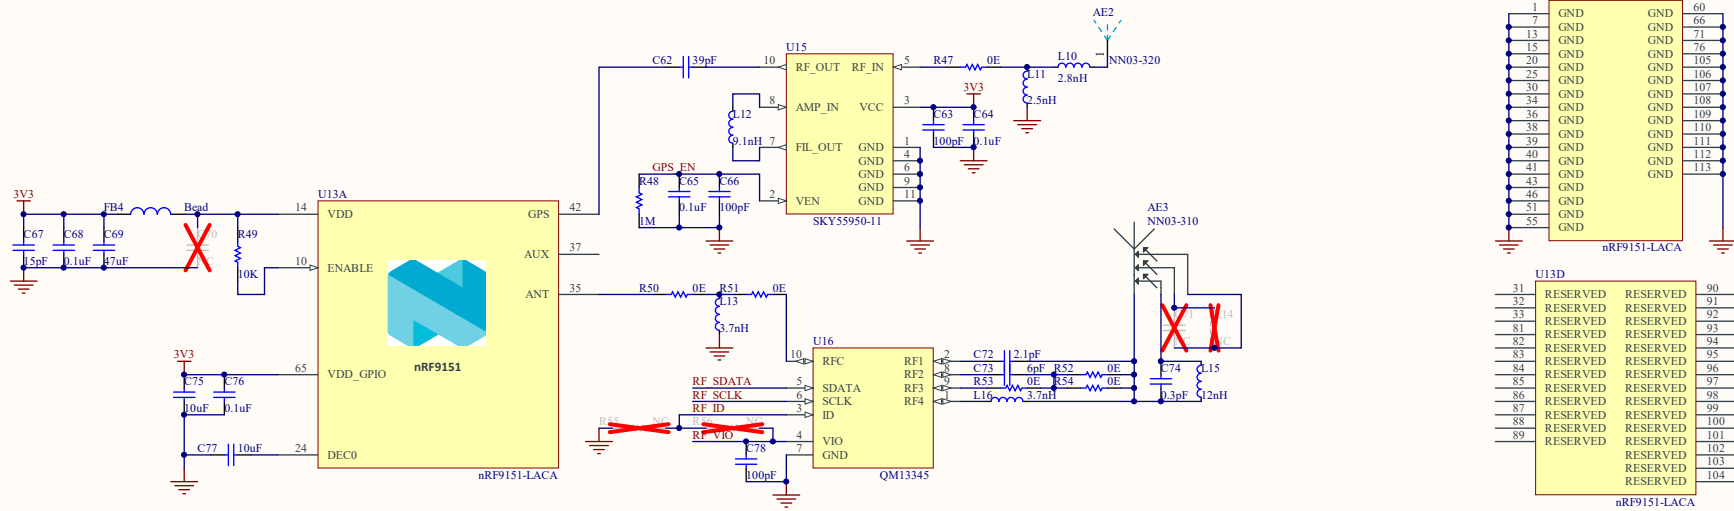 AE2
1
NN03-320
U15
C62
39pF
10
RF_OUT
RF_IN
5
R47
0E
L10
2.8nH
L11
2.5nH
8
AMP_IN
VCC
3
3V3
L12
9.1nH
C63
100pF
C64
0.1uF
7
FIL_OUT
GND
1
GND
4
GND
6
GND
9
GND
11
GPS_EN
R48
1M
C65
0.1uF
C66
100pF
2
VEN
SKY55950-11
3V3
FB4
Bead
C67
15pF
C68
0.1uF
C69
47uF
R49
10K
U13A
14
VDD
10
ENABLE
GPS
42
AUX
37
ANT
35
nRF9151
3V3
65
VDD_GPIO
C75
10uF
C76
0.1uF
C77
10uF
24
DEC0
nRF9151-LACA
R50
0E
R51
0E
L13
3.7nH
U16
10
RFC
RF_SDATA
5
SDATA
RF_SCLK
6
SCLK
RF_ID
3
ID
RF_VIO
4
VIO
7
GND
C78
100pF
R55
NC
NC
RF1
2
RF2
8
RF3
9
RF4
1
QM13345
C72
2.1pF
C73
6pF
R52
0E
R53
0E
R54
0E
L16
3.7nH
AE3
NN03-310
NC
C74
0.3pF
L15
12nH
1 GND GND 60
7 GND GND 66
13 GND GND 71
15 GND GND 76
20 GND GND 105
25 GND GND 106
30 GND GND 107
34 GND GND 108
36 GND GND 109
38 GND GND 110
39 GND GND 111
40 GND GND 112
41 GND GND 113
43 GND
46 GND
51 GND
55 GND
nRF9151-LACA
U13D
31 RESERVED RESERVED 90
32 RESERVED RESERVED 91
33 RESERVED RESERVED 92
81 RESERVED RESERVED 93
82 RESERVED RESERVED 94
83 RESERVED RESERVED 95
84 RESERVED RESERVED 96
85 RESERVED RESERVED 97
86 RESERVED RESERVED 98
87 RESERVED RESERVED 99
88 RESERVED RESERVED 100
89 RESERVED RESERVED 101
RESERVED 102
RESERVED 103
RESERVED 104
nRF9151-LACA